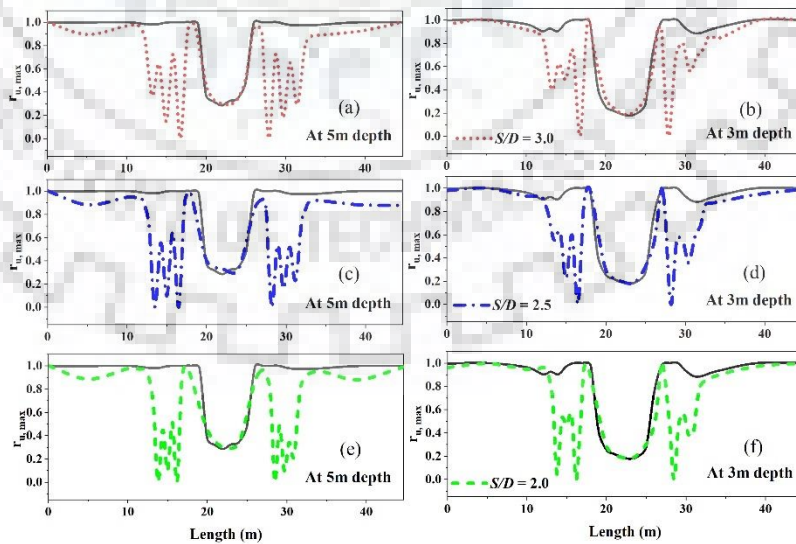 r_u, max
1.0
0.8
0.6
0.4
0.2
0.0
(a)
At 5m depth
0 10 20 30 40
1.0
0.8
0.6
0.4
0.2
0.0
(b)
S/D = 3.0
At 3m depth
0 10 20 30 40
r_u, max
1.0
0.8
0.6
0.4
0.2
0.0
(c)
At 5m depth
0 10 20 30 40
1.0
0.8
0.6
0.4
0.2
0.0
(d)
S/D = 2.5
At 3m depth
0 10 20 30 40
r_u, max
1.0
0.8
0.6
0.4
0.2
0.0
(e)
At 5m depth
0 10 20 30 40
Length (m)
1.0
0.8
0.6
0.4
0.2
0.0
(f)
At 3m depth
S/D = 2.0
0 10 20 30 40
Length (m)